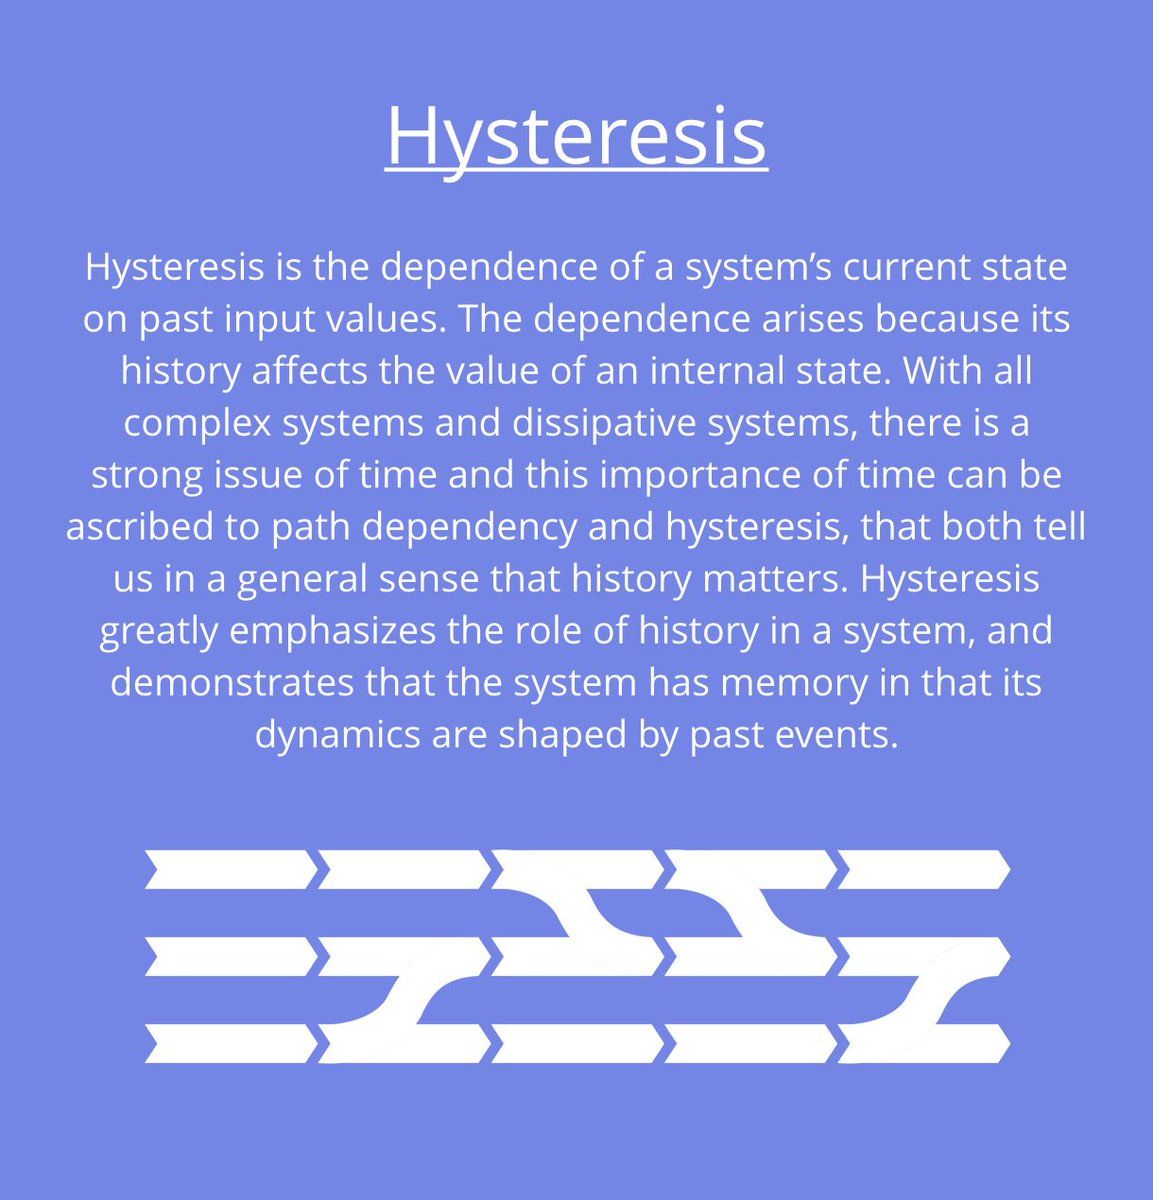 Hysteresis
Hysteresis is the dependence of a system’s current state
on past input values. The dependence arises because its
history affects the value of an internal state. With all
complex systems and dissipative systems, there is a
strong issue of time and this importance of time can be
ascribed to path dependency and hysteresis, that both tell
us in a general sense that history matters. Hysteresis
greatly emphasizes the role of history in a system, and
demonstrates that the system has memory in that its
dynamics are shaped by past events.